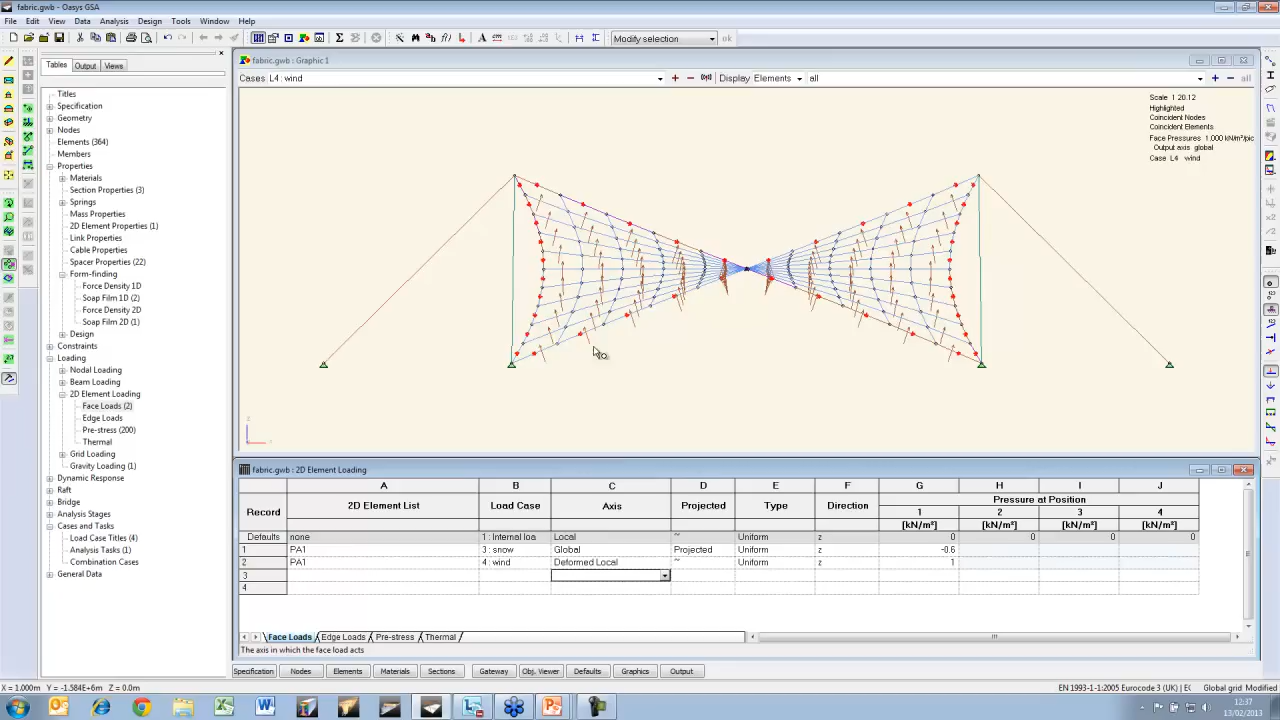 fabric.gwb - Oasys GSA
File Edit View Data Analysis Design Tools Window Help
Modify selection ok
Tables Output Views
Titles
Specification
Geometry
Nodes
Elements (364)
Members
Properties
Materials
Section Properties (3)
Springs
Mass Properties
2D Element Properties (1)
Link Properties
Cable Properties
Spacer Properties (22)
Form-finding
Force Density 1D
Soap Film 1D (2)
Force Density 2D
Soap Film 2D (1)
Design
Constraints
Loading
Nodal Loading
Beam Loading
2D Element Loading
Face Loads (2)
Edge Loads
Pre-stress (200)
Thermal
Grid Loading
Gravity Loading (1)
Dynamic Response
Raft
Bridge
Analysis Stages
Cases and Tasks
Load Case Titles (4)
Analysis Tasks (1)
Combination Cases
General Data
fabric.gwb : Graphic 1
Cases L4 : wind Display Elements all all
Scale 1 20.12
Highlighted
Coincident Nodes
Coincident Elements
Face Pressures 1.000 kN/m²/pic
Output axis global
Case L4 wind
fabric.gwb : 2D Element Loading
A B C D E F G H I J
Record 2D Element List Load Case Axis Projected Type Direction Pressure at Position
1 2 3 4
[kN/m²] [kN/m²] [kN/m²] [kN/m²]
Defaults none 1 : Internal loa Local ~ Uniform z 0 0 0 0
1 PA1 3 : snow Global Projected Uniform z -0.6
2 PA1 4 : wind Deformed Local ~ Uniform z 1
3
4
Face Loads Edge Loads Pre-stress Thermal
The axis in which the face load acts
Specification Nodes Elements Materials Sections Gateway Obj. Viewer Defaults Graphics Output
X = 1.000m Y = -1.584E+6m Z = 0.0m EN 1993-1-1:2005 Eurocode 3 (UK) Global grid Modified
12:37
13/02/2013